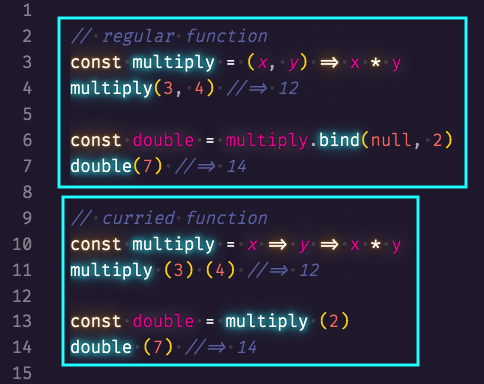 1
2 // regular function
3 const multiply = (x, y) => x * y
4 multiply(3, 4) //=> 12
5
6 const double = multiply.bind(null, 2)
7 double(7) //=> 14
8
9 // curried function
10 const multiply = x => y => x * y
11 multiply (3) (4) //=> 12
12
13 const double = multiply (2)
14 double (7) //=> 14
15